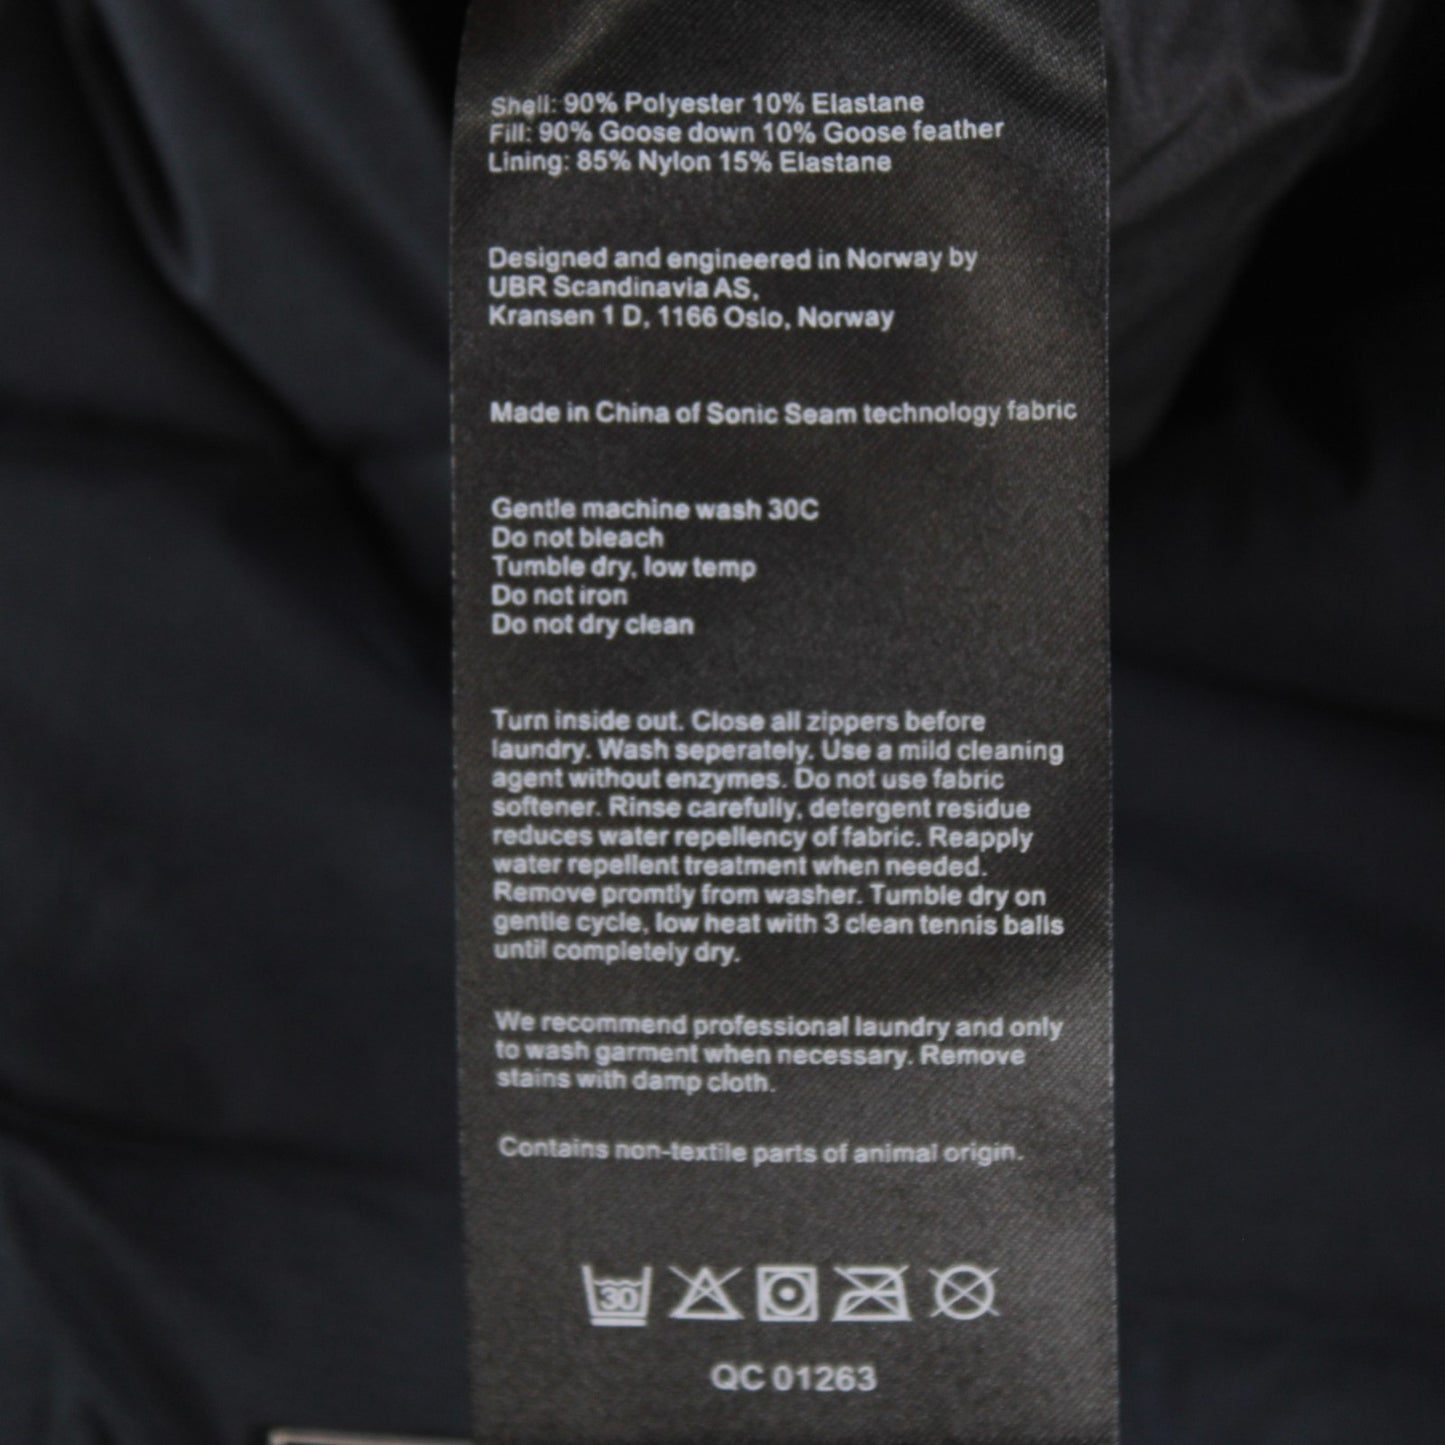 Shell: 90% Polyester 10% Elastane
Fill: 90% Goose down 10% Goose feather
Lining: 85% Nylon 15% Elastane
Designed and engineered in Norway by
UBR Scandinavia AS,
Kransen 1 D, 1166 Oslo, Norway
Made in China of Sonic Seam technology fabric
Gentle machine wash 30C
Do not bleach
Tumble dry, low temp
Do not iron
Do not dry clean
Turn inside out. Close all zippers before
laundry. Wash seperately. Use a mild cleaning
agent without enzymes. Do not use fabric
softener. Rinse carefully, detergent residue
reduces water repellency of fabric. Reapply
water repellent treatment when needed.
Remove promtly from washer. Tumble dry on
gentle cycle, low heat with 3 clean tennis balls
until completely dry.
We recommend professional laundry and only
to wash garment when necessary. Remove
stains with damp cloth.
Contains non-textile parts of animal origin.
30
QC 01263